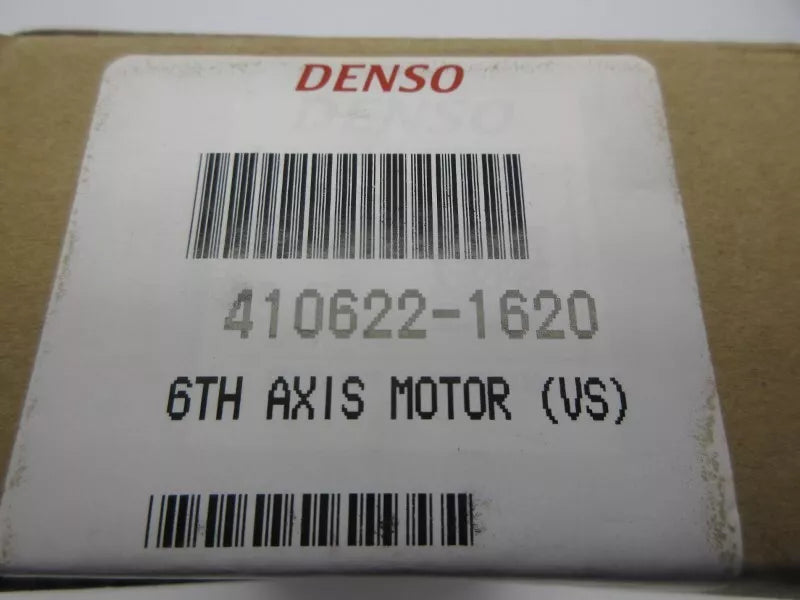 DENSO
410622-1620
6TH AXIS MOTOR (VS)